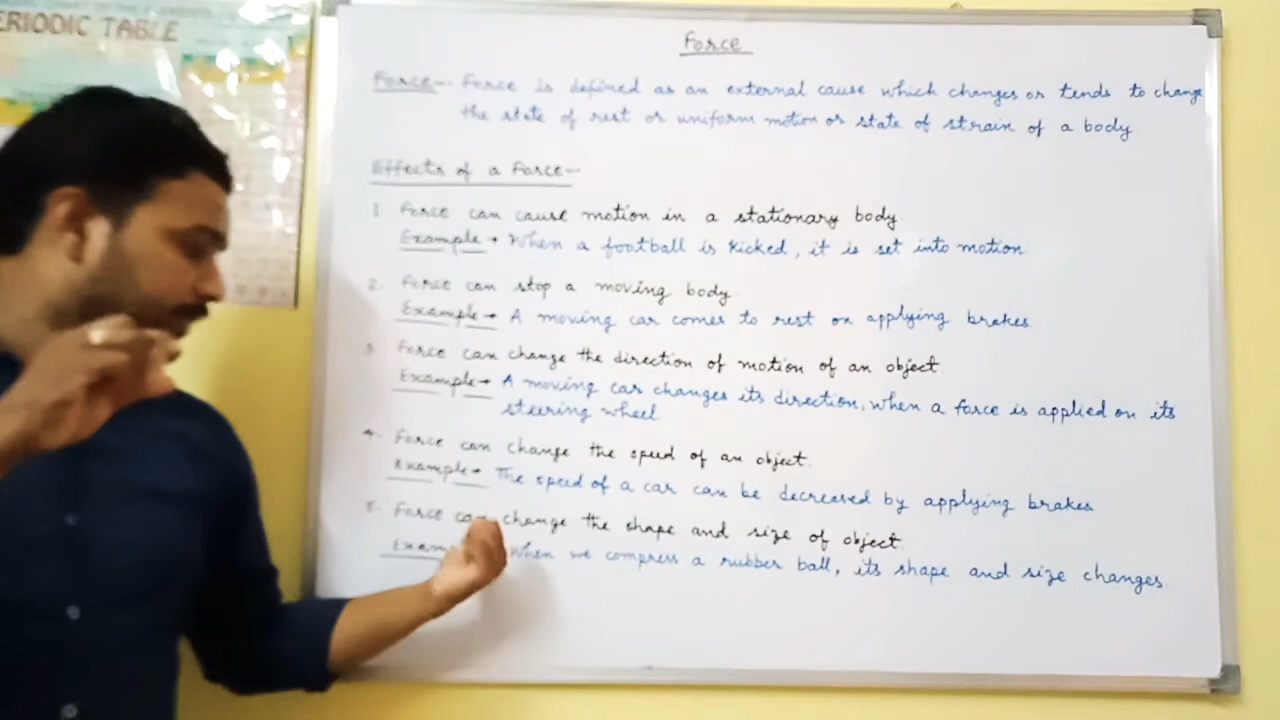 ERIODIC TABLE
Force
Force- Force is defined as an external cause which changes or tends to change
the state of rest or uniform motion or state of strain of a body
Effects of a Force-
1. Force can cause motion in a stationary body
Example → When a football is kicked, it is set into motion
2. Force can stop a moving body.
Example → A moving car comes to rest on applying brakes
3. Force can change the direction of motion of an object.
Example → A moving car changes its direction, when a force is applied on its
steering wheel
4. Force can change the speed of an object.
Example → The speed of a car can be decreased by applying brakes
5. Force can change the shape and size of object.
Exam When we compress a rubber ball, its shape and size changes